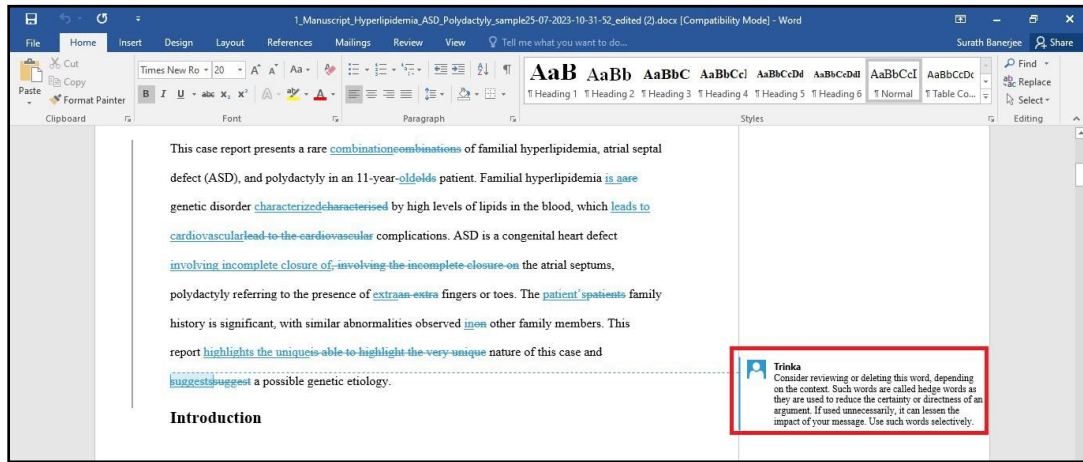 1_Manuscript_Hyperlipidemia_ASD_Polydactyly_sample25-07-2023-10-31-52_edited (2).docx [Compatibility Mode] - Word
File Home Insert Design Layout References Mailings Review View Tell me what you want to do... Surath Banerjee Share
Cut
Copy
Paste
Format Painter
Times New Ro 20 A A Aa
B I U abc X₂ X² A ab A
AaB AaBb AaBbC AaBbCcl AaBbCcDd AaBbCcDdI AaBbCcI AaBbCcDc
¶ Heading 1 ¶ Heading 2 ¶ Heading 3 ¶ Heading 4 ¶ Heading 5 ¶ Heading 6 ¶ Normal ¶ Table Co...
Find
Replace
Select
Clipboard Font Paragraph Styles Editing
This case report presents a rare combinationcombinations of familial hyperlipidemia, atrial septal
defect (ASD), and polydactyly in an 11-year-oldolds patient. Familial hyperlipidemia is aare
genetic disorder characterizedcharacterised by high levels of lipids in the blood, which leads to
cardiovascularlead to the cardiovascular complications. ASD is a congenital heart defect
involving incomplete closure of, involving the incomplete closure on the atrial septums,
polydactyly referring to the presence of extraan extra fingers or toes. The patient'spatients family
history is significant, with similar abnormalities observed inon other family members. This
report highlights the uniqueis able to highlight the very unique nature of this case and
suggestssuggest a possible genetic etiology.
Introduction
Trinka
Consider reviewing or deleting this word, depending
on the context. Such words are called hedge words as
they are used to reduce the certainty or directness of an
argument. If used unnecessarily, it can lessen the
impact of your message. Use such words selectively.